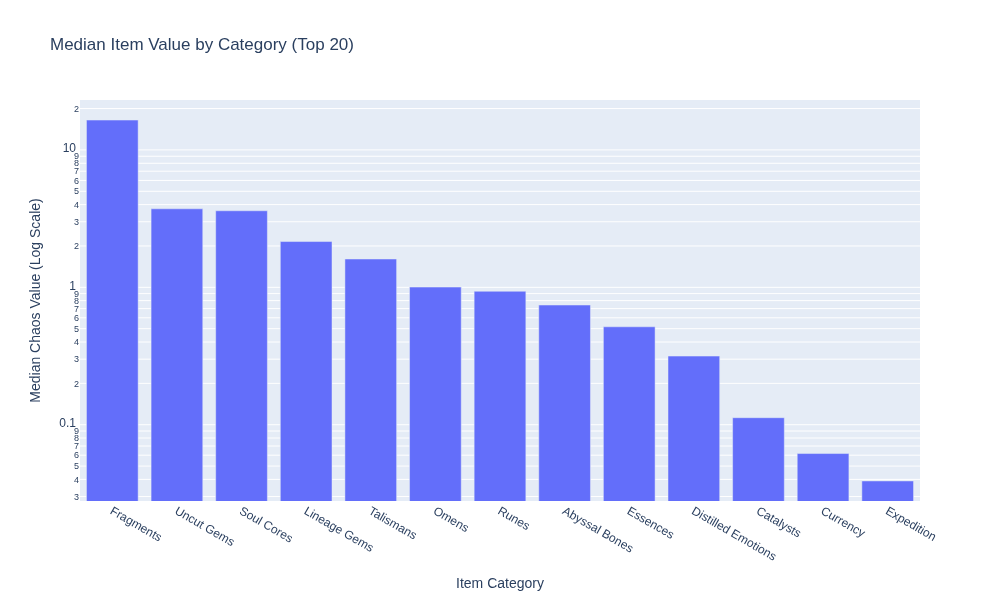 Median Item Value by Category (Top 20)
Median Chaos Value (Log Scale)
2
10
9
8
7
6
5
4
3
2
1
9
8
7
6
5
4
3
2
0.1
9
8
7
6
5
4
3
Fragments
Uncut Gems
Soul Cores
Lineage Gems
Talismans
Omens
Runes
Abyssal Bones
Essences
Distilled Emotions
Catalysts
Currency
Expedition
Item Category